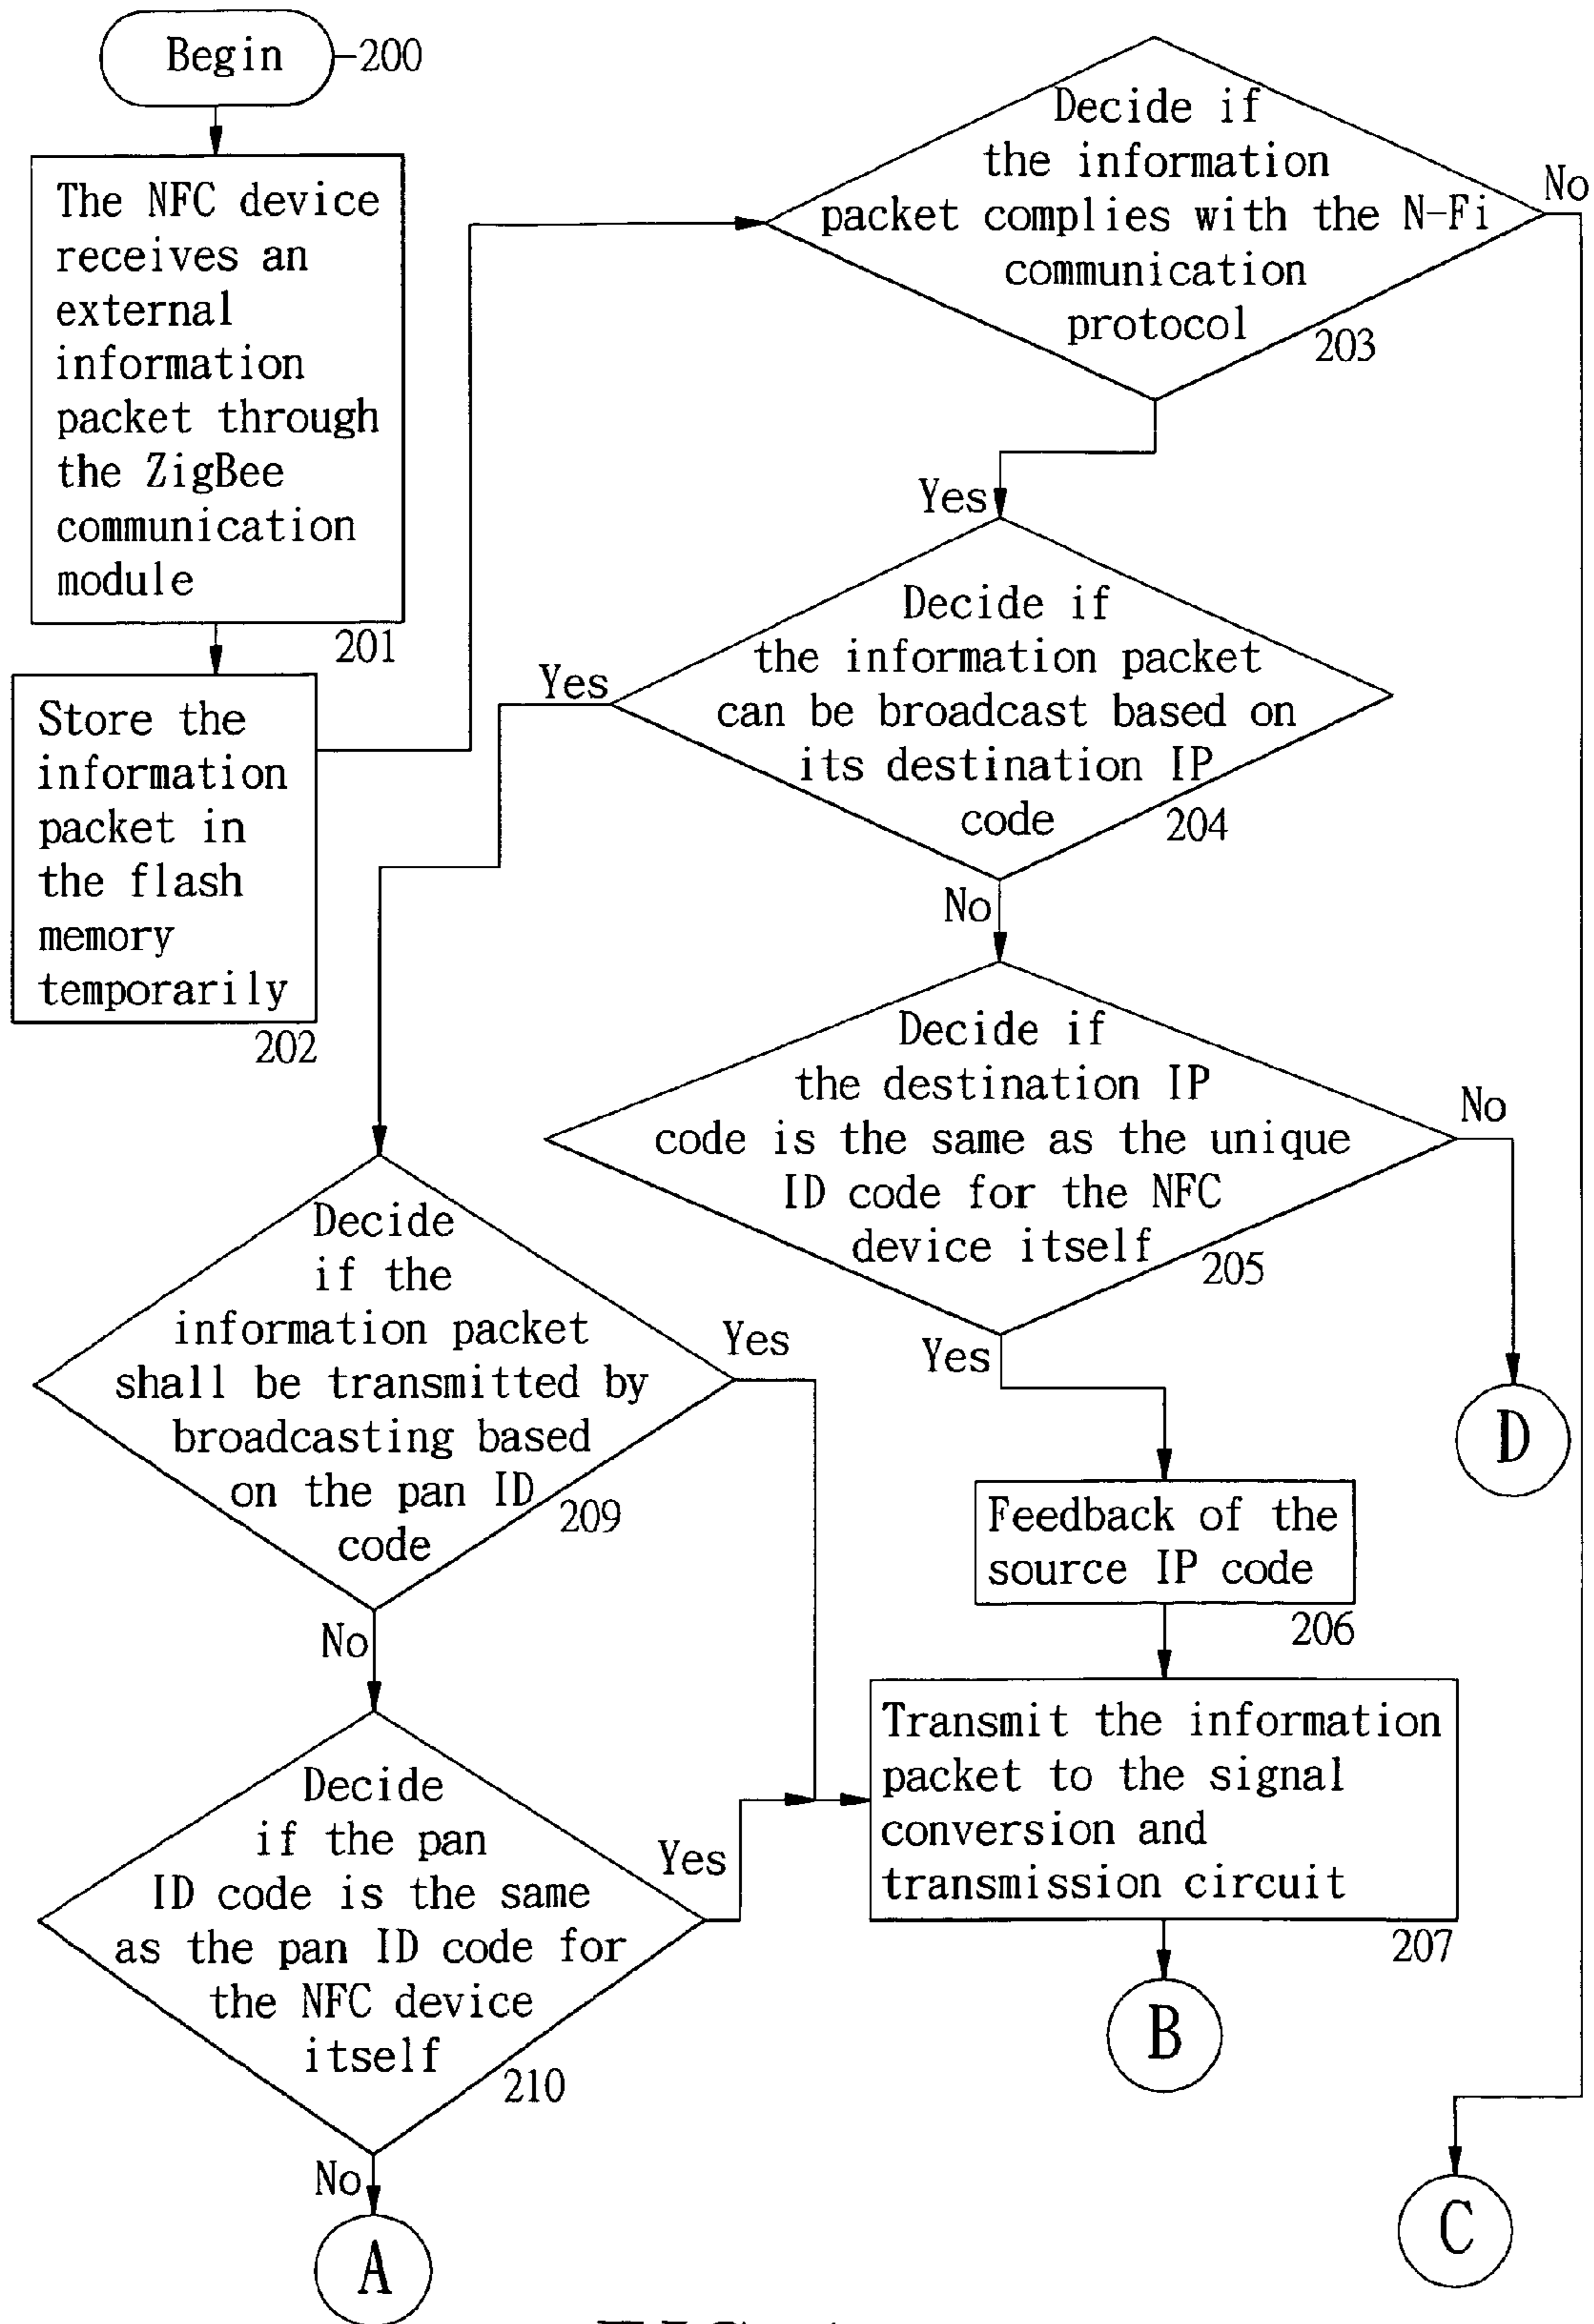 Begin
200
The NFC device
receives an
external
information
packet through
the ZigBee
communication
module
201
Store the
information
packet in
the flash
memory
temporarily
202
Decide if
the information
packet complies with the N-Fi
communication
protocol
203
No
Yes
Decide if
the information packet
can be broadcast based on
its destination IP
code
204
Yes
No
Decide if
the destination IP
code is the same as the unique
ID code for the NFC
device itself
205
No
D
Yes
Feedback of the
source IP code
206
Transmit the information
packet to the signal
conversion and
transmission circuit
207
B
C
Decide
if the
information packet
shall be transmitted by
broadcasting based
on the pan ID
code
209
Yes
No
Decide
if the pan
ID code is the same
as the pan ID code for
the NFC device
itself
210
Yes
No
A